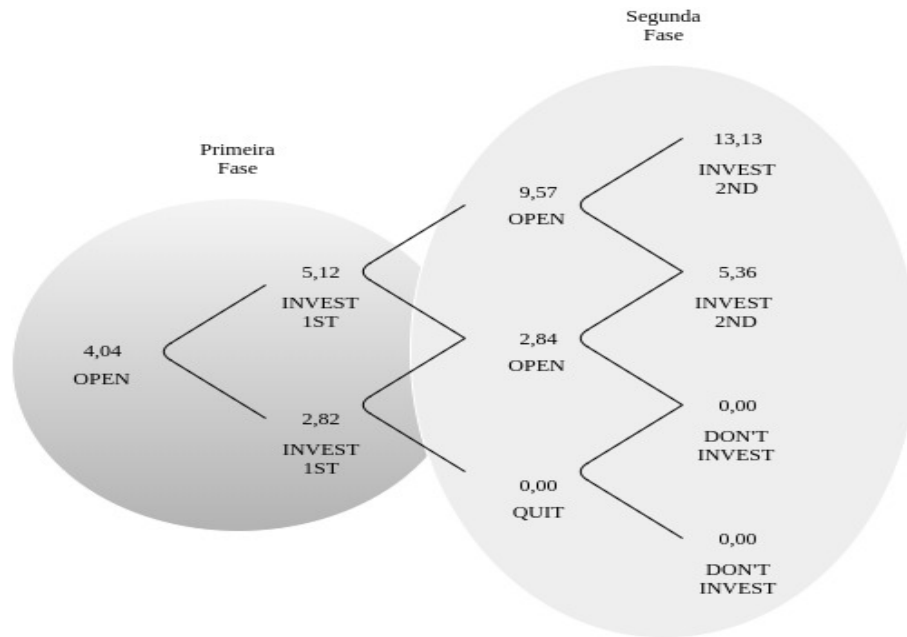 Segunda
Fase
Primeira
Fase
4,04
OPEN
5,12
INVEST
1ST
2,82
INVEST
1ST
9,57
OPEN
2,84
OPEN
0,00
QUIT
13,13
INVEST
2ND
5,36
INVEST
2ND
0,00
DON'T
INVEST
0,00
DON'T
INVEST